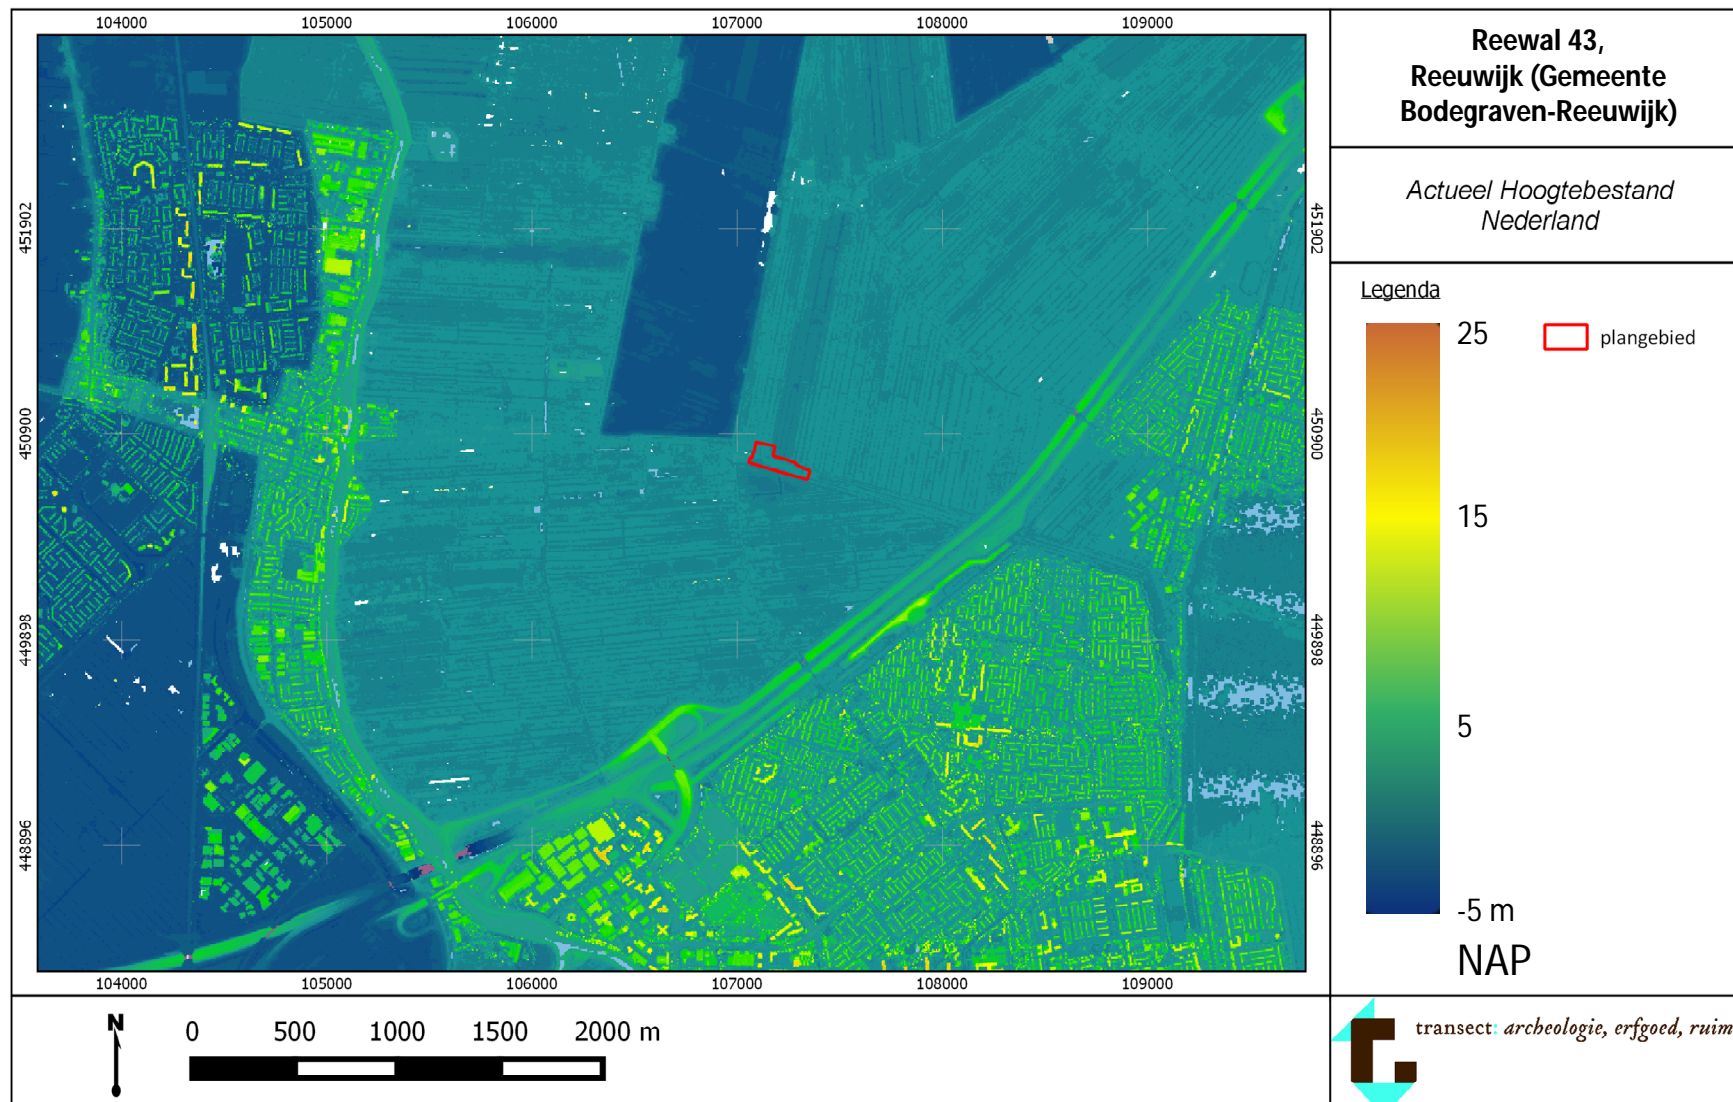 104000 105000 106000 107000 108000 109000
451902
450900
449898
448896
451902
450900
449898
448896
104000 105000 106000 107000 108000 109000
Reewal 43,
Reeuwijk (Gemeente
Bodegraven-Reeuwijk)
Actueel Hoogtebestand
Nederland
Legenda
25
15
5
-5 m
NAP
plangebied
N
0 500 1000 1500 2000 m
transect: archeologie, erfgoed, ruim